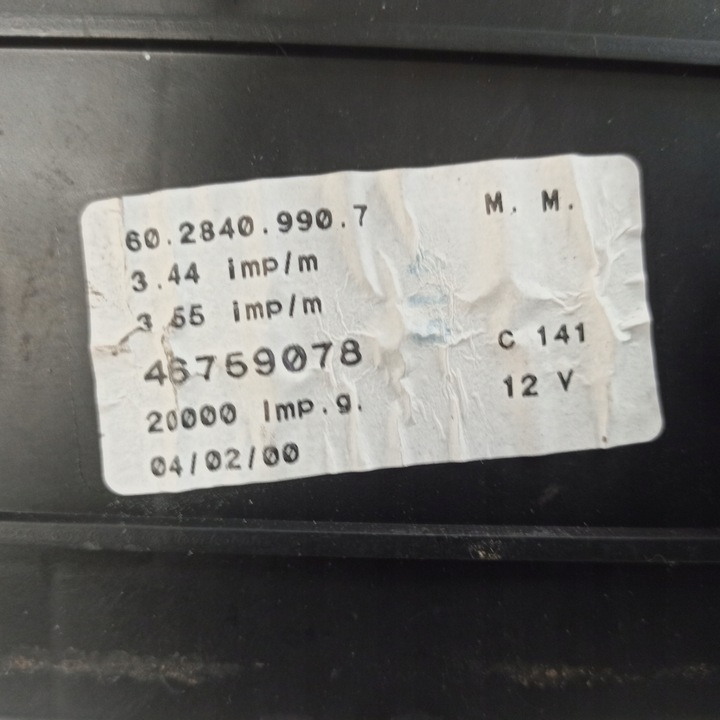 60.2840.990.7 M. M.
3.44 imp/m
3.55 imp/m
46759078 C 141
20000 Imp.g. 12 V
04/02/00